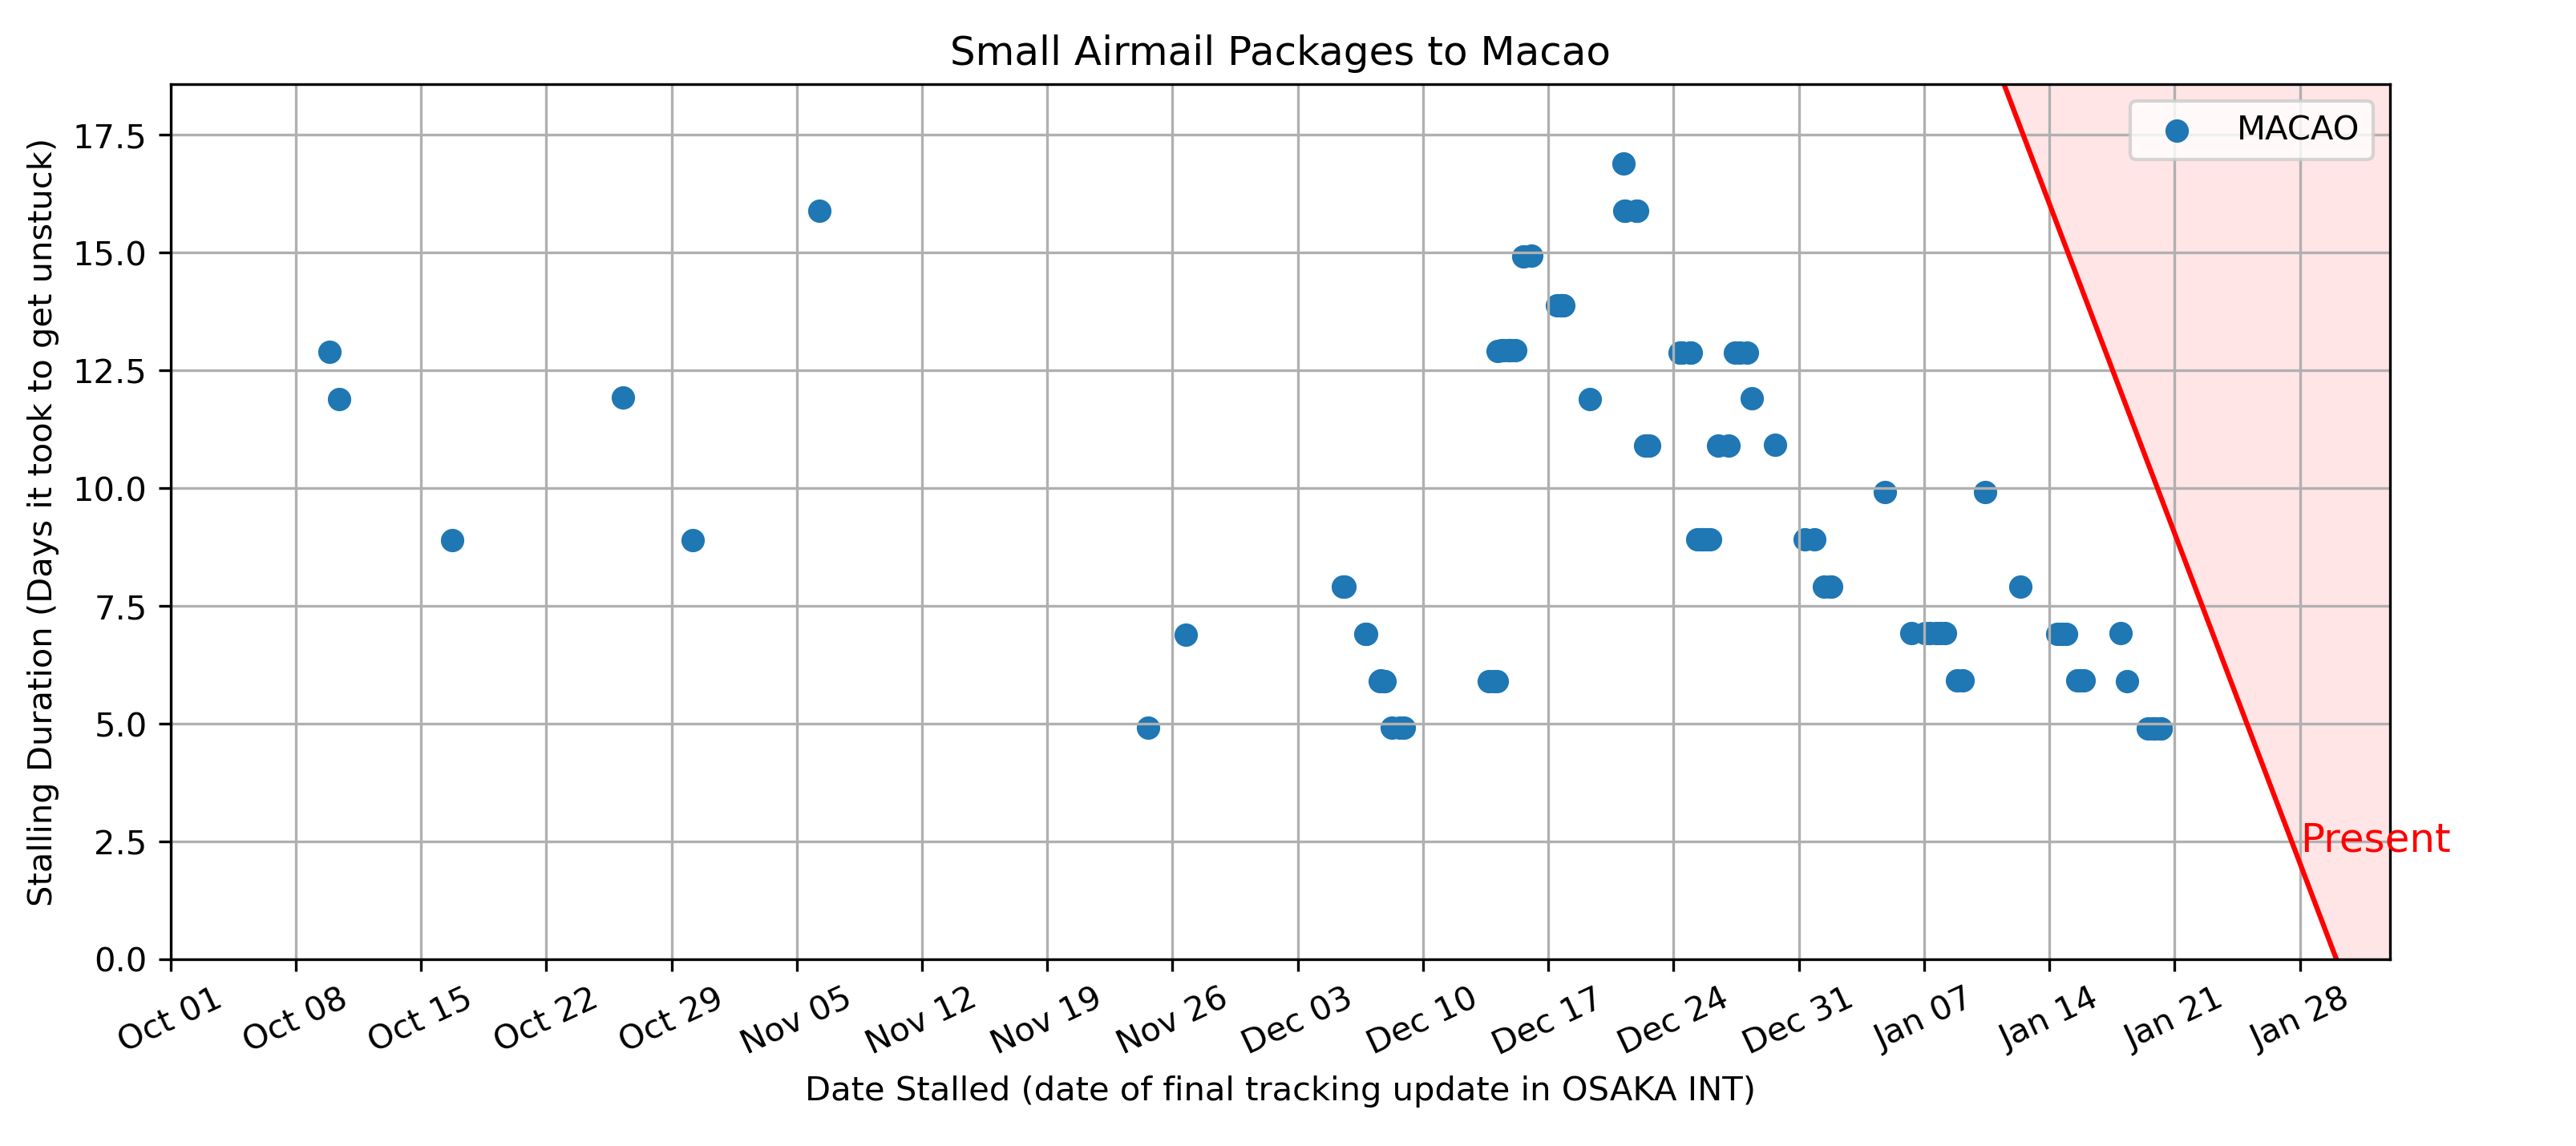 Small Airmail Packages to Macao
MACAO
Stalling Duration (Days it took to get unstuck)
17.5
15.0
12.5
10.0
7.5
5.0
2.5
0.0
Present
Oct 01
Oct 08
Oct 15
Oct 22
Oct 29
Nov 05
Nov 12
Nov 19
Nov 26
Dec 03
Dec 10
Dec 17
Dec 24
Dec 31
Jan 07
Jan 14
Jan 21
Jan 28
Date Stalled (date of final tracking update in OSAKA INT)